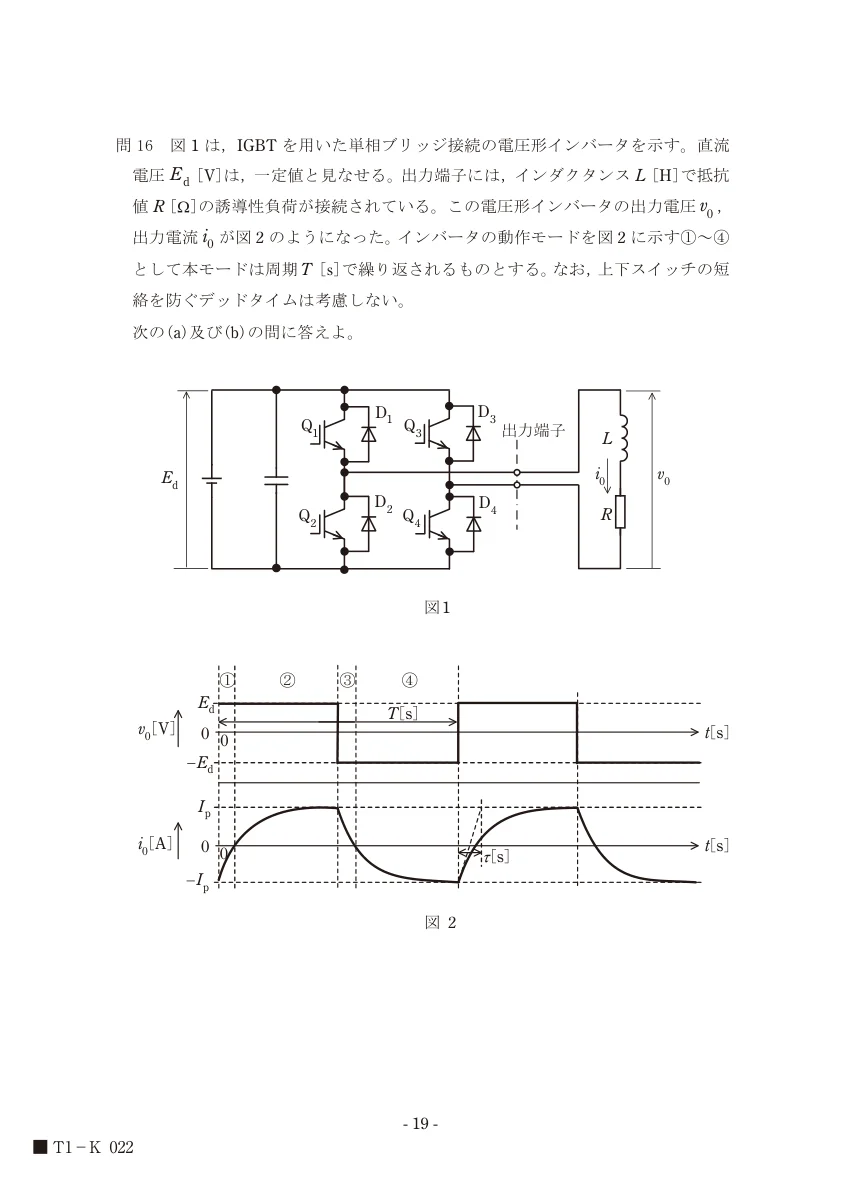 問 16 図 1 は，IGBT を用いた単相ブリッジ接続の電圧形インバータを示す。直流
電圧 Ed [V]は，一定値と見なせる。出力端子には，インダクタンス L [H]で抵抗
値 R [Ω]の誘導性負荷が接続されている。この電圧形インバータの出力電圧 v0，
出力電流 i0 が図 2 のようになった。インバータの動作モードを図 2 に示す①～④
として本モードは周期 T [s]で繰り返されるものとする。なお，上下スイッチの短
絡を防ぐデッドタイムは考慮しない。
次の(a)及び(b)の問に答えよ。
Q1 D1 Q3 D3 出力端子
L
Ed i0 v0
Q2 D2 Q4 D4 R
図1
① ② ③ ④
Ed
T[s]
v0[V] 0 0 t[s]
−Ed
Ip
i0[A] 0 0 t[s]
τ[s]
−Ip
図 2
- 19 -
■ T1－K 022